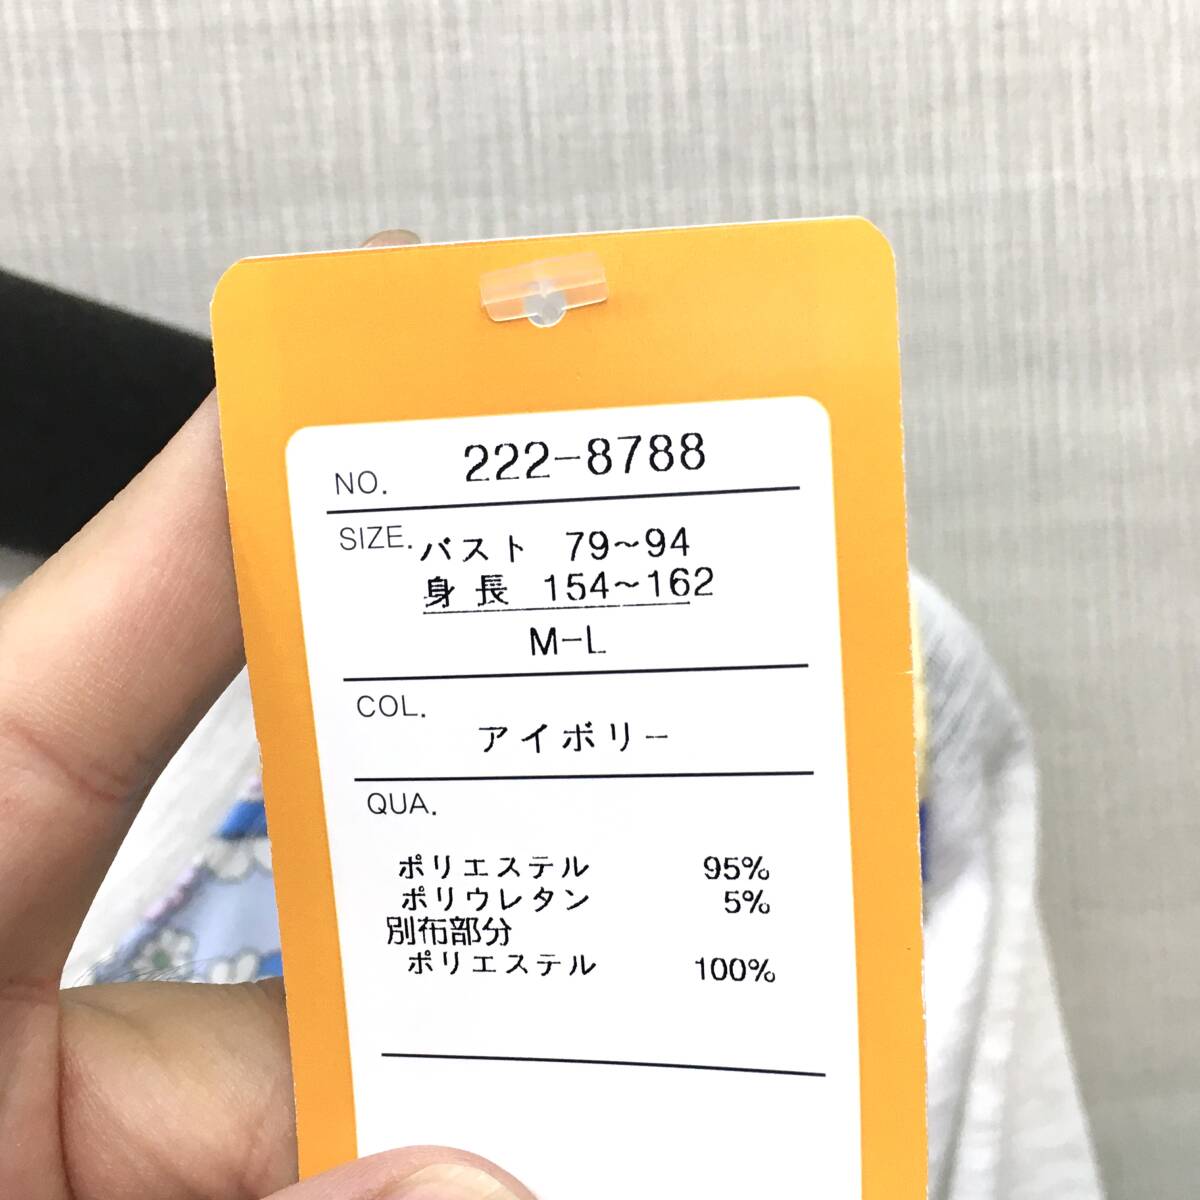 NO. 222-8788
SIZE. バスト 79~94
身長 154~162
M-L
COL.
アイボリー
QUA.
ポリエステル 95%
ポリウレタン 5%
別布部分
ポリエステル 100%